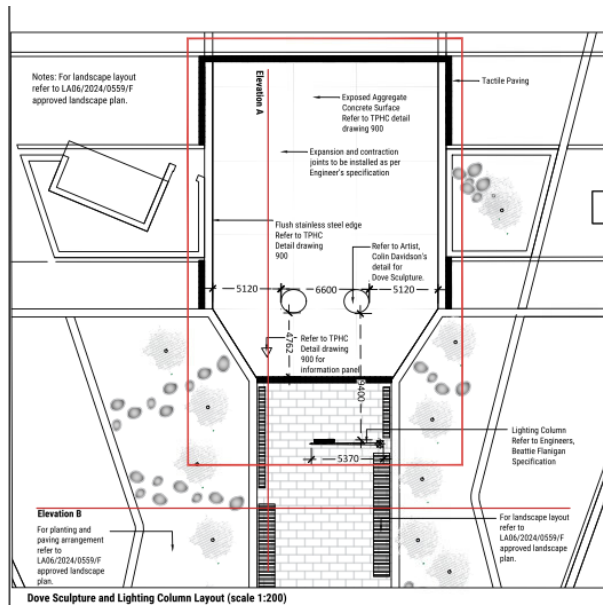 Notes: For landscape layout
refer to LA06/2024/0559/F
approved landscape plan.
Elevation A
Exposed Aggregate
Concrete Surface
Refer to TPHC detail
drawing 900
Tactile Paving
Expansion and contraction
joints to be installed as per
Engineer's specification
Flush stainless steel edge
Refer to TPHC
Detail drawing
900
Refer to Artist,
Colin Davidson's
detail for
Dove Sculpture.
5120
6600
5120
4762
Refer to TPHC
Detail drawing
900 for
information panel
9400
Lighting Column
Refer to Engineers,
Beattie Flanigan
Specification
5370
Elevation B
For planting and
paving arrangement
refer to
LA06/2024/0559/F
approved landscape
plan.
For landscape layout
refer to
LA06/2024/0559/F
approved landscape
plan.
Dove Sculpture and Lighting Column Layout (scale 1:200)